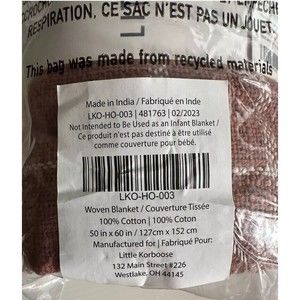 RESPIRATION. CE SAC N'EST PAS UN JOUET.
This bag was made from recycled materials
Made in India / Fabriqué en Inde
LKO-HO-003 | 481763 | 02/2023
Not Intended to Be Used as an Infant Blanket /
Ce produit n'est pas destiné à être utilisé
comme couverture pour bébé.
LKO-HO-003
Woven Blanket / Couverture Tissée
100% Cotton | 100% Coton
50 in x 60 in / 127cm x 152 cm
Manufactured for | Fabriqué Pour:
Little Korboose
132 Main Street #226
Westlake, OH 44145